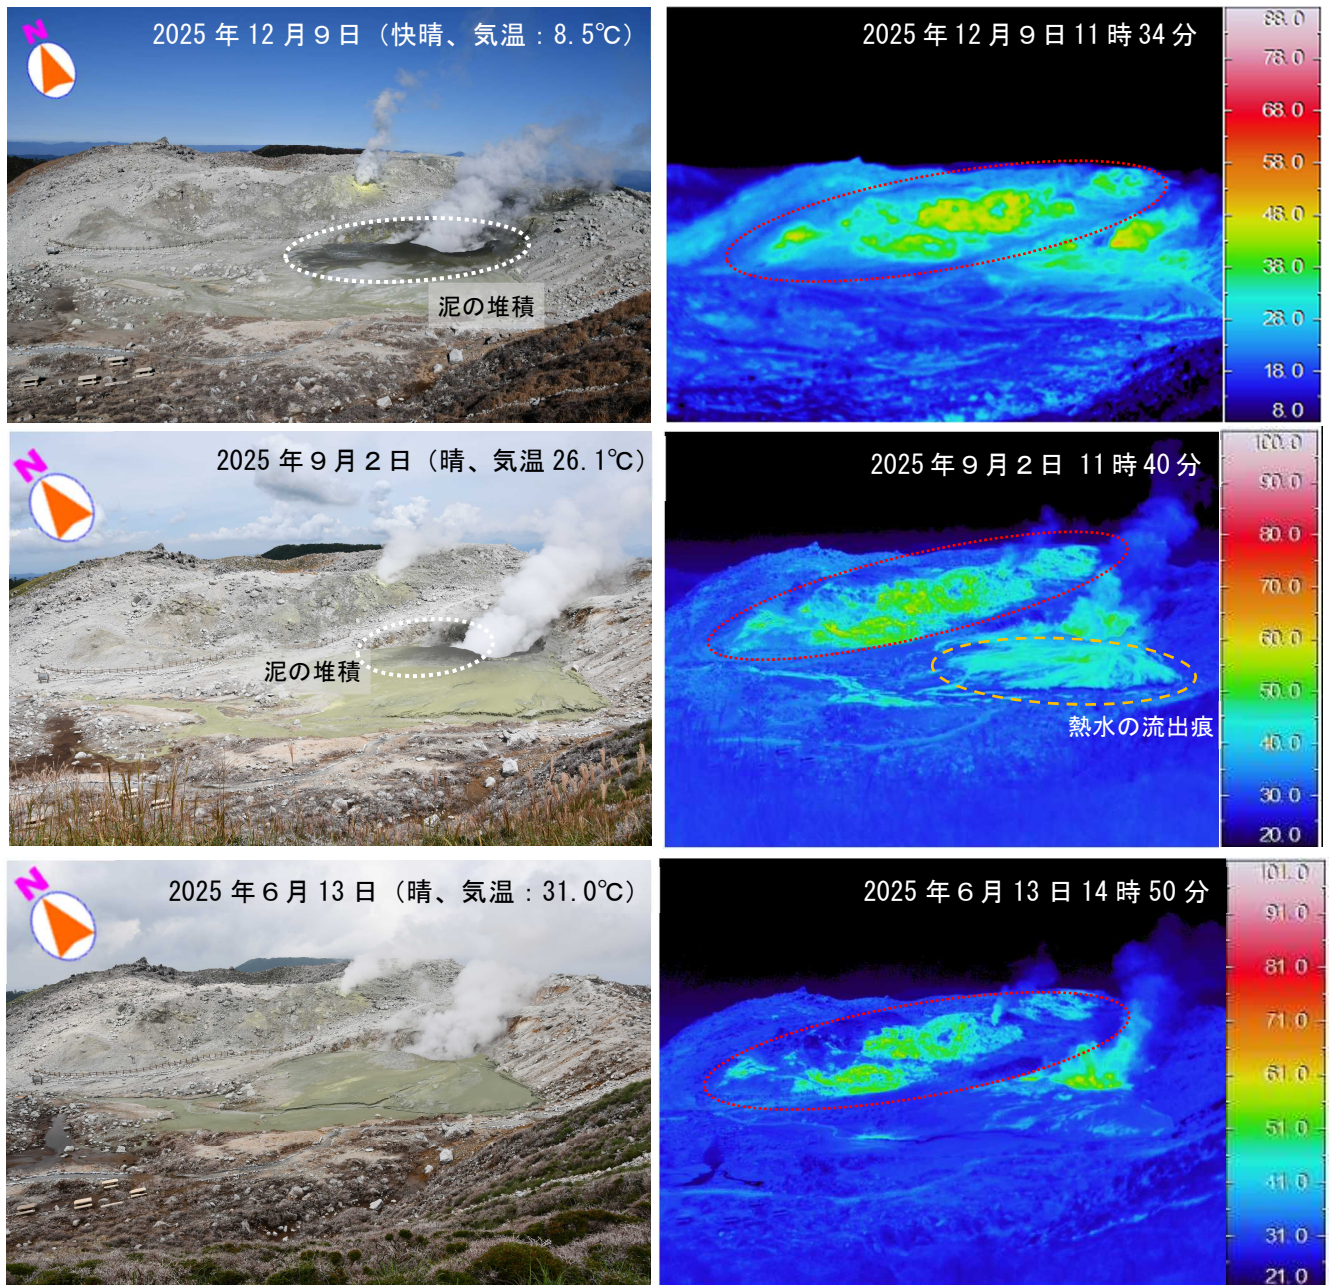 N
2025年12月9日（快晴、気温：8.5℃）
泥の堆積
2025年12月9日11時34分
88.0
78.0
68.0
58.0
48.0
38.0
28.0
18.0
8.0
N
2025年9月2日（晴、気温26.1℃）
泥の堆積
2025年9月2日 11時40分
熱水の流出痕
100.0
90.0
80.0
70.0
60.0
50.0
40.0
30.0
20.0
N
2025年6月13日（晴、気温：31.0℃）
2025年6月13日14時50分
101.0
91.0
81.0
71.0
61.0
51.0
41.0
31.0
21.0